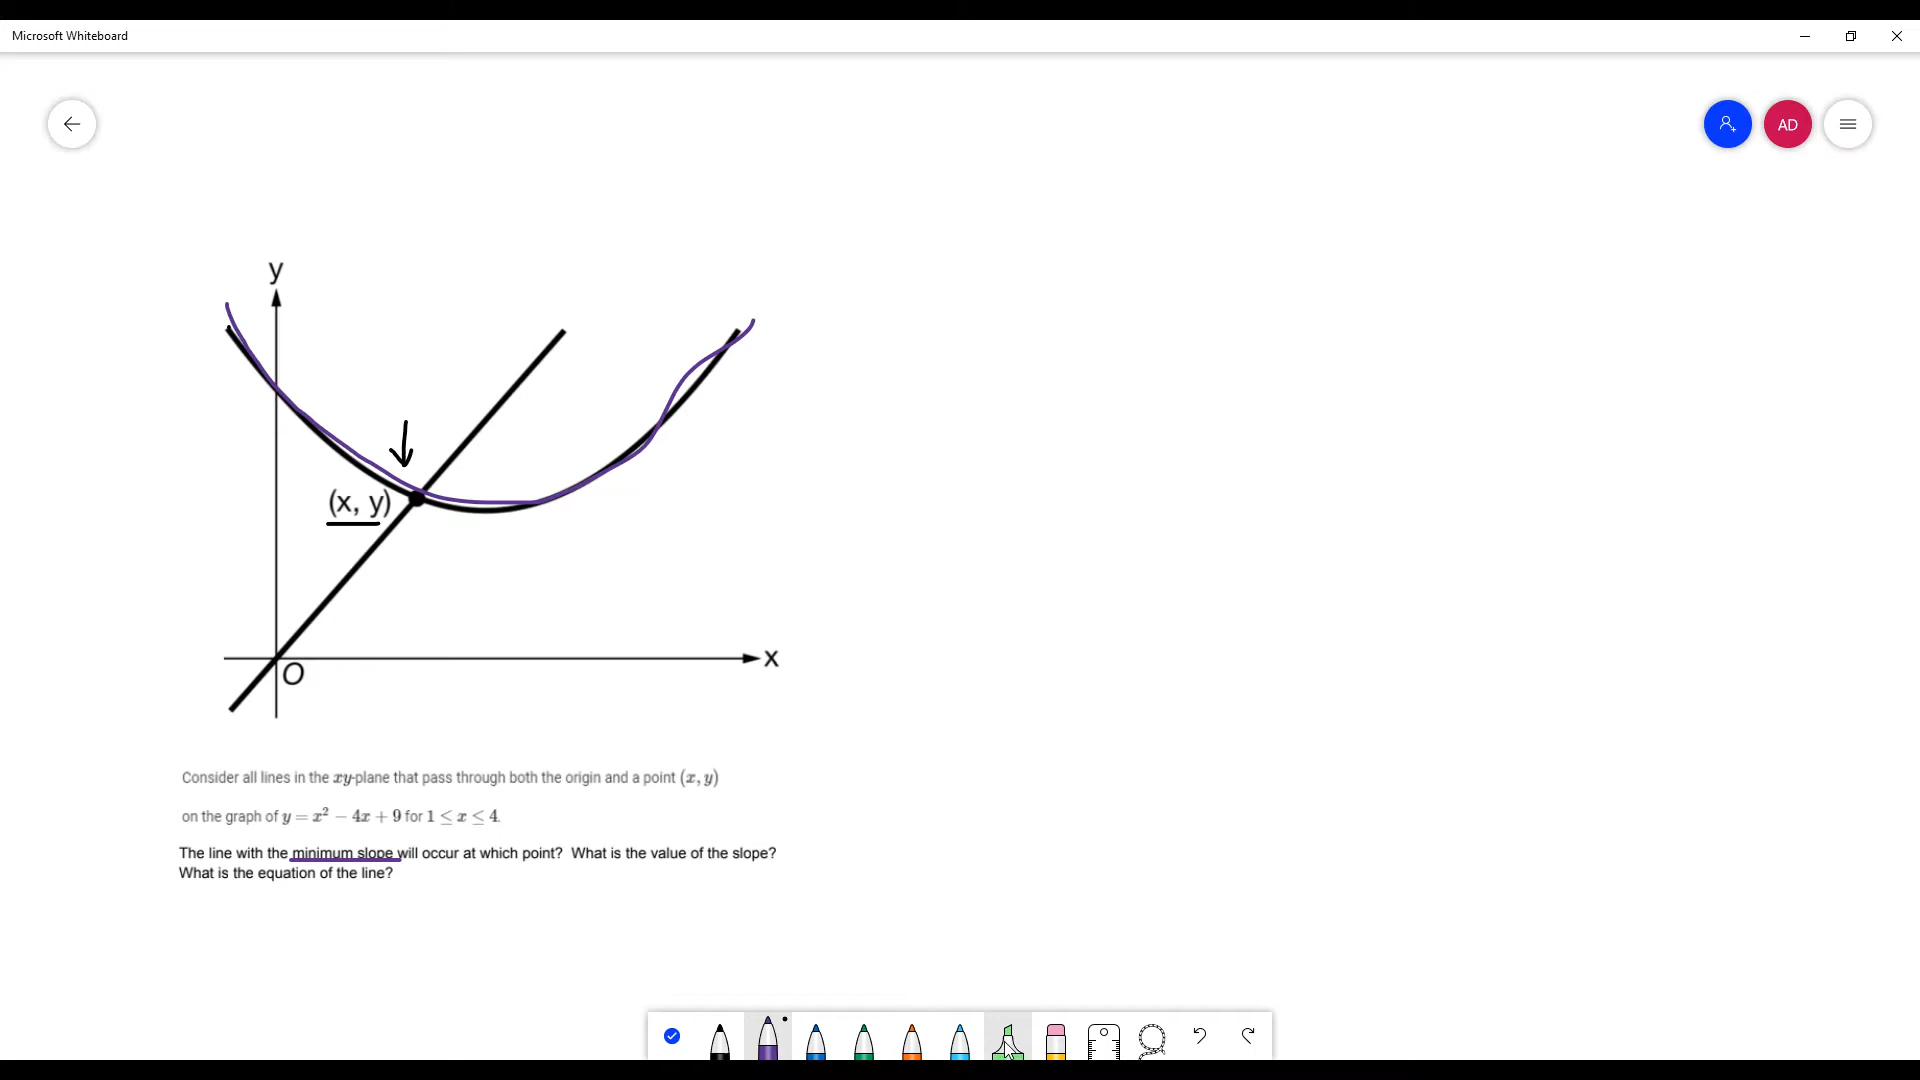 Microsoft Whiteboard
AD
y
(x, y)
x
O
Consider all lines in the xy-plane that pass through both the origin and a point (x, y)
on the graph of y = x² − 4x + 9 for 1 ≤ x ≤ 4.
The line with the minimum slope will occur at which point? What is the value of the slope?
What is the equation of the line?